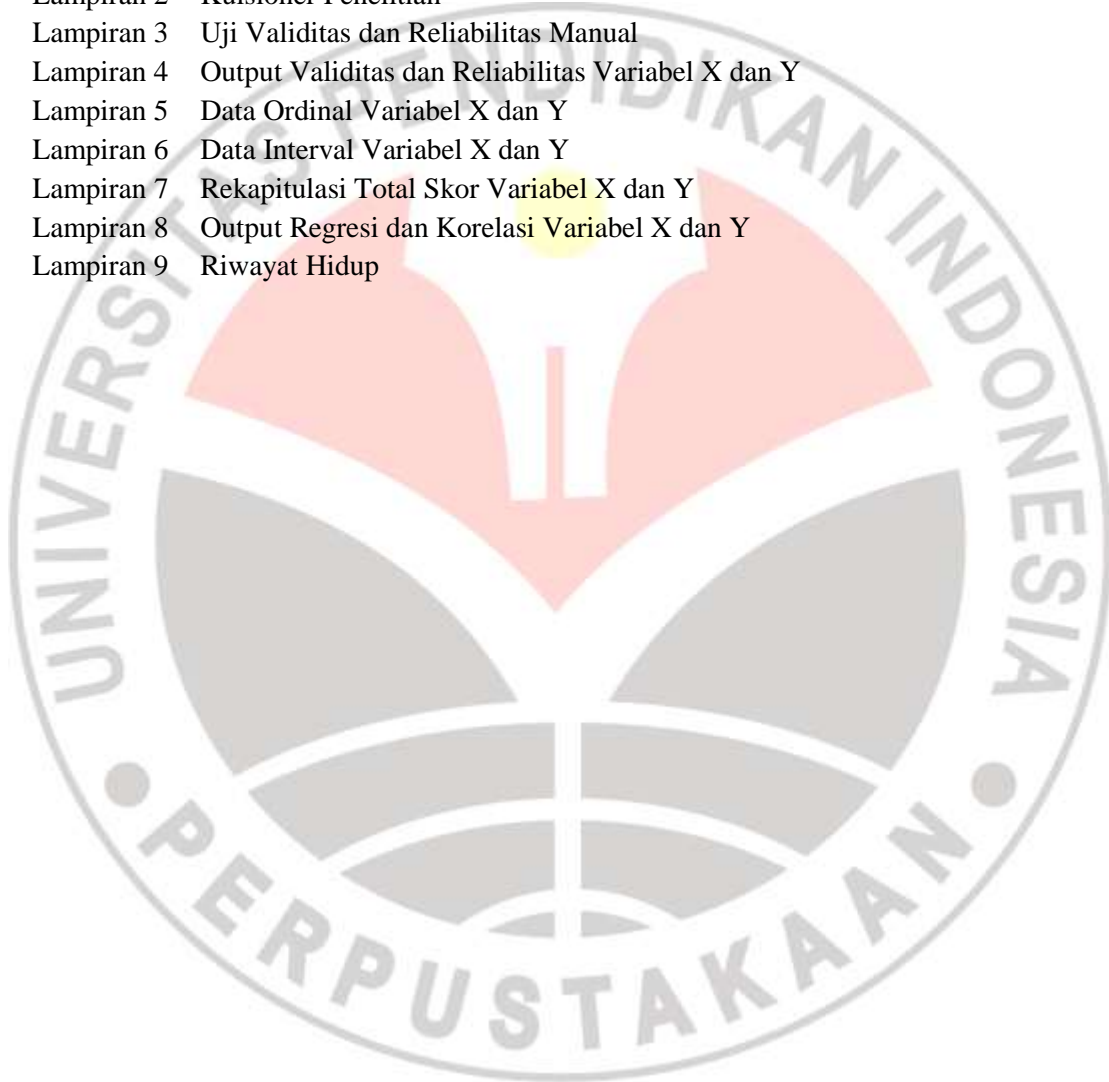 Lampiran 2 Kuisioner Penelitian
Lampiran 3 Uji Validitas dan Reliabilitas Manual
Lampiran 4 Output Validitas dan Reliabilitas Variabel X dan Y
Lampiran 5 Data Ordinal Variabel X dan Y
Lampiran 6 Data Interval Variabel X dan Y
Lampiran 7 Rekapitulasi Total Skor Variabel X dan Y
Lampiran 8 Output Regresi dan Korelasi Variabel X dan Y
Lampiran 9 Riwayat Hidup
UNIVERSITAS PENDIDIKAN INDONESIA
PERPUSTAKAAN